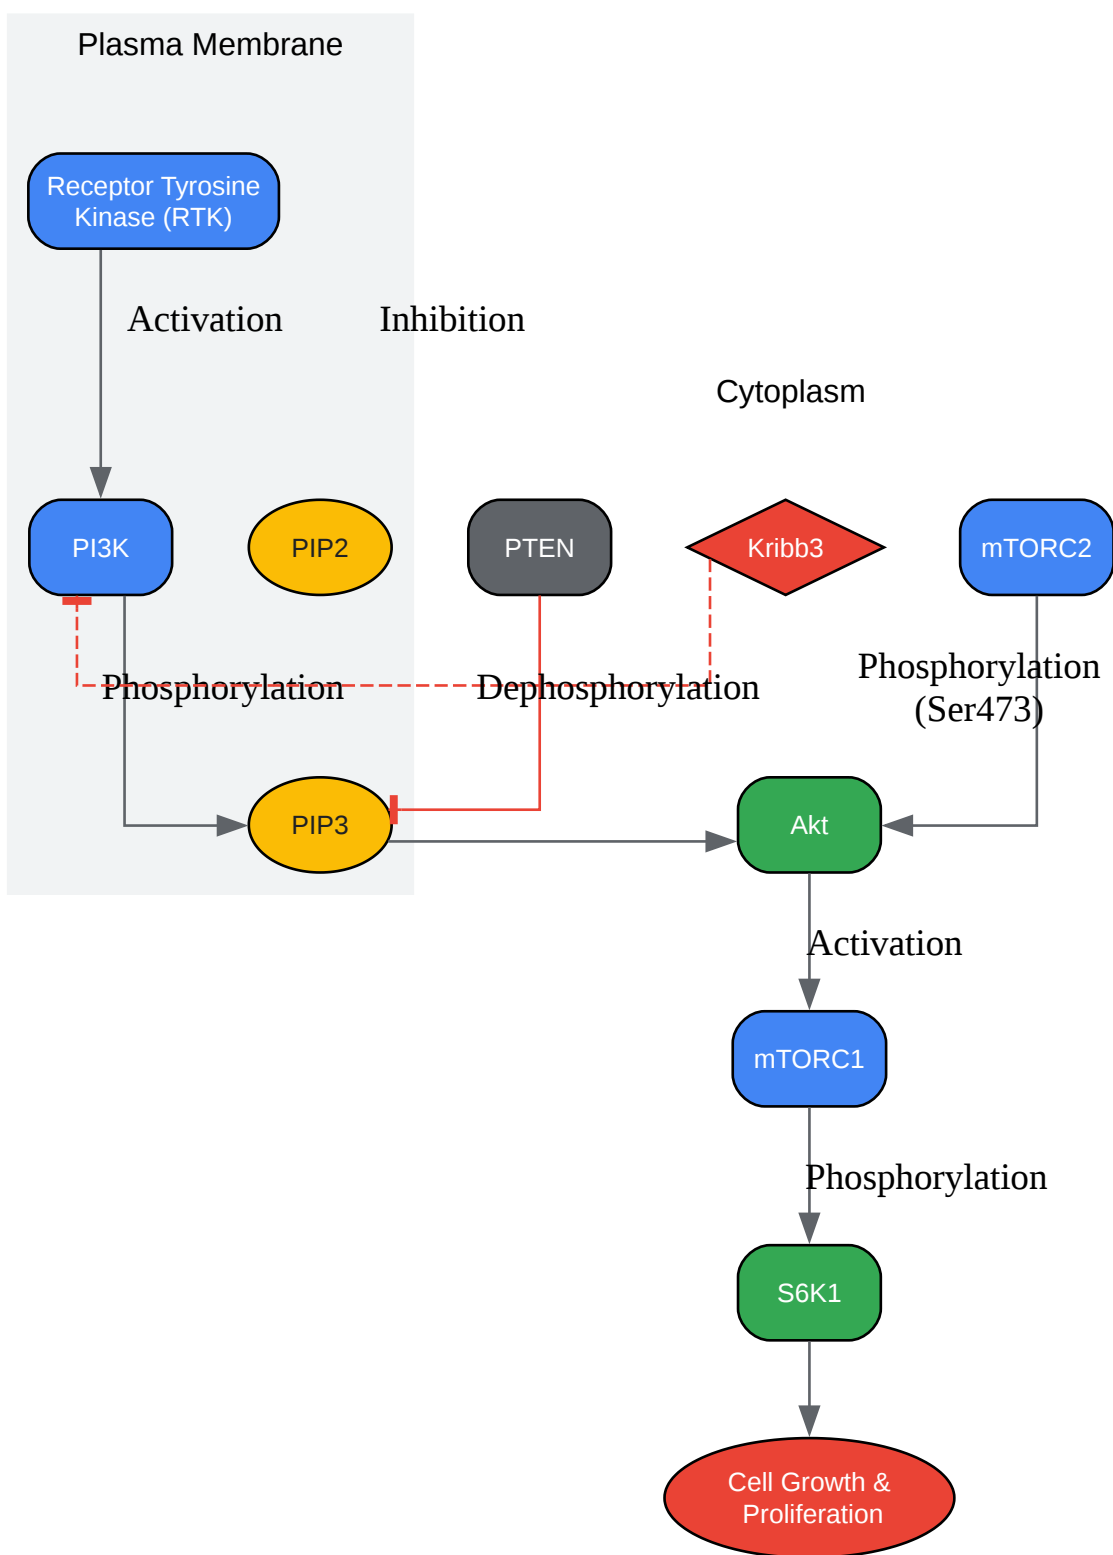 Plasma Membrane
Receptor Tyrosine
Kinase (RTK)
Activation
Inhibition
Cytoplasm
PI3K
PIP2
PTEN
Kribb3
mTORC2
Phosphorylation
Dephosphorylation
Phosphorylation
(Ser473)
PIP3
Akt
Activation
mTORC1
Phosphorylation
S6K1
Cell Growth &
Proliferation